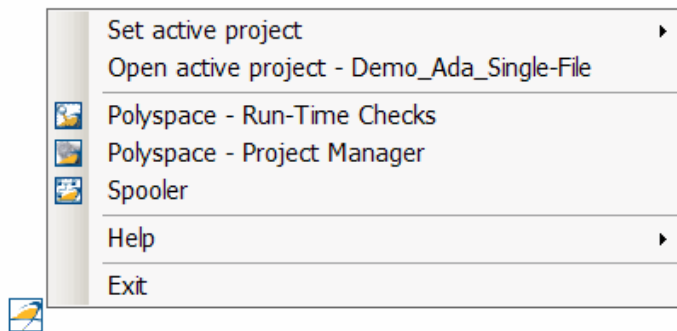 Set active project
Open active project - Demo_Ada_Single-File
Polyspace - Run-Time Checks
Polyspace - Project Manager
Spooler
Help
Exit